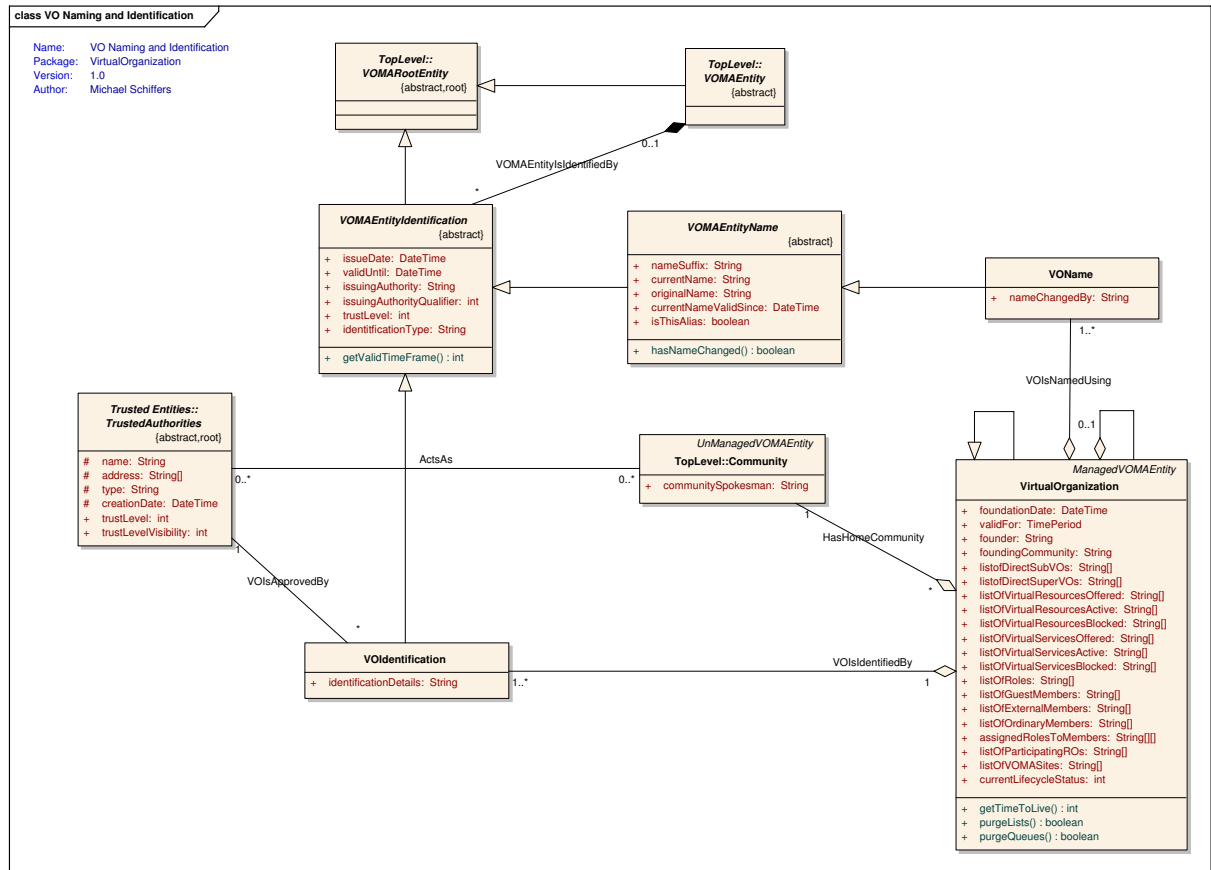 class VO Naming and Identification
Name: VO Naming and Identification
Package: VirtualOrganization
Version: 1.0
Author: Michael Schiffers
TopLevel::
VOMARootEntity
{abstract,root}
TopLevel::
VOMAEntity
{abstract}
0..1
VOMAEntityIsIdentifiedBy
*
VOMAEntityIdentification
{abstract}
+ issueDate: DateTime
+ validUntil: DateTime
+ issuingAuthority: String
+ issuingAuthorityQualifier: int
+ trustLevel: int
+ identitficationType: String
+ getValidTimeFrame() : int
VOMAEntityName
{abstract}
+ nameSuffix: String
+ currentName: String
+ originalName: String
+ currentNameValidSince: DateTime
+ isThisAlias: boolean
+ hasNameChanged() : boolean
VOName
+ nameChangedBy: String
1..*
VOIsNamedUsing
0..1
Trusted Entities::
TrustedAuthorities
{abstract,root}
# name: String
# address: String[]
# type: String
# creationDate: DateTime
+ trustLevel: int
+ trustLevelVisibility: int
ActsAs
0..*
0..*
UnManagedVOMAEntity
TopLevel::Community
+ communitySpokesman: String
1
HasHomeCommunity
*
1
VOIsApprovedBy
*
VOIdentification
+ identificationDetails: String
1..*
VOIsIdentifiedBy
1
ManagedVOMAEntity
VirtualOrganization
+ foundationDate: DateTime
+ validFor: TimePeriod
+ founder: String
+ foundingCommunity: String
+ listofDirectSubVOs: String[]
+ listofDirectSuperVOs: String[]
+ listOfVirtualResourcesOffered: String[]
+ listOfVirtualResourcesActive: String[]
+ listOfVirtualResourcesBlocked: String[]
+ listOfVirtualServicesOffered: String[]
+ listOfVirtualServicesActive: String[]
+ listOfVirtualServicesBlocked: String[]
+ listOfRoles: String[]
+ listOfGuestMembers: String[]
+ listOfExternalMembers: String[]
+ listOfOrdinaryMembers: String[]
+ assignedRolesToMembers: String[][]
+ listOfParticipatingROs: String[]
+ listOfVOMASites: String[]
+ currentLifecycleStatus: int
+ getTimeToLive() : int
+ purgeLists() : boolean
+ purgeQueues() : boolean